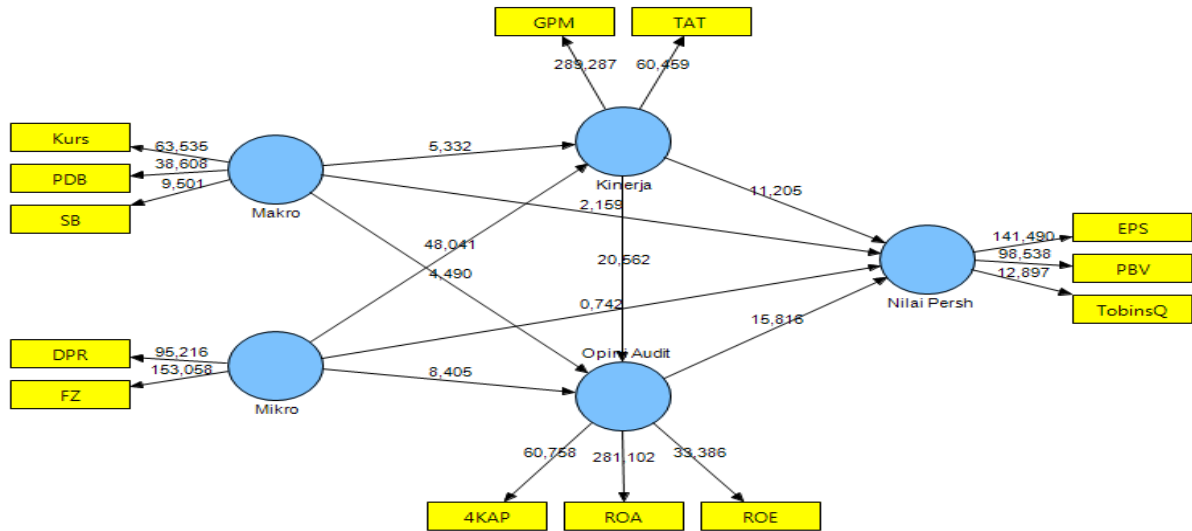 GPM
TAT
289,287
60,459
Kurs
63,535
PDB
38,608
SB
9,501
Makro
5,332
Kinerja
2,159
11,205
48,041
4,490
20,562
EPS
141,490
PBV
98,538
TobinsQ
12,897
Nilai Persh
0,742
15,816
DPR
95,216
FZ
153,058
Mikro
8,405
Opini Audit
60,758
281,102
33,386
4KAP
ROA
ROE